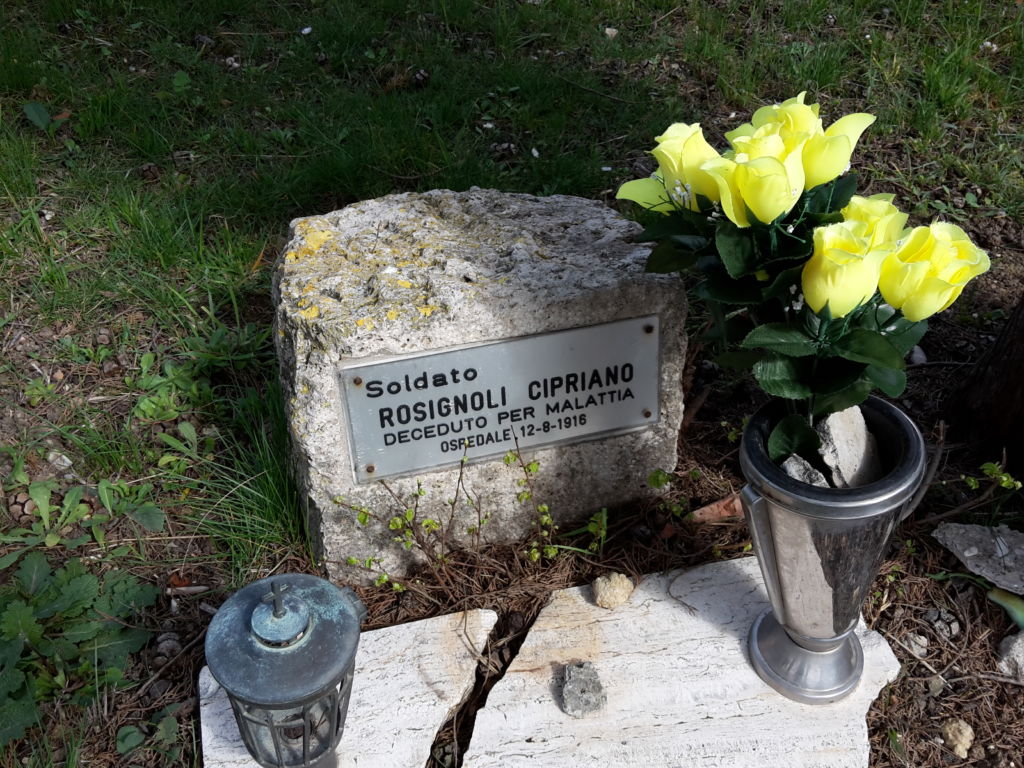 Soldato
ROSIGNOLI CIPRIANO
DECEDUTO PER MALATTIA
OSPEDALE 12-8-1916